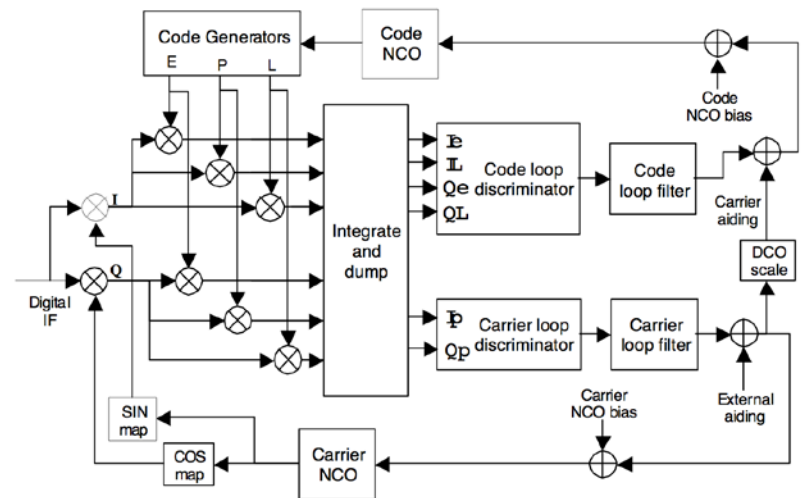 Code Generators
E P L
Code
NCO
Code
NCO bias
Ie
IL
Qe
QL
Code loop
discriminator
Code
loop filter
Carrier
aiding
DCO
scale
I
Q
Digital
IF
Integrate
and
dump
Ip
Qp
Carrier loop
discriminator
Carrier
loop filter
External
aiding
SIN
map
COS
map
Carrier
NCO
Carrier
NCO bias